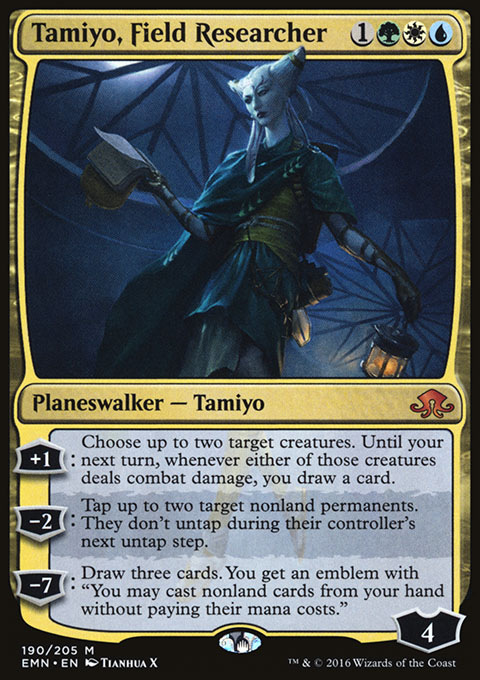 Tamiyo, Field Researcher 1
Planeswalker — Tamiyo
+1: Choose up to two target creatures. Until your
next turn, whenever either of those creatures
deals combat damage, you draw a card.
-2: Tap up to two target nonland permanents.
They don't untap during their controller's
next untap step.
-7: Draw three cards. You get an emblem with
"You may cast nonland cards from your hand
without paying their mana costs."
4
190/205 M
EMN • EN Tianhua X
™ & © 2016 Wizards of the Coast